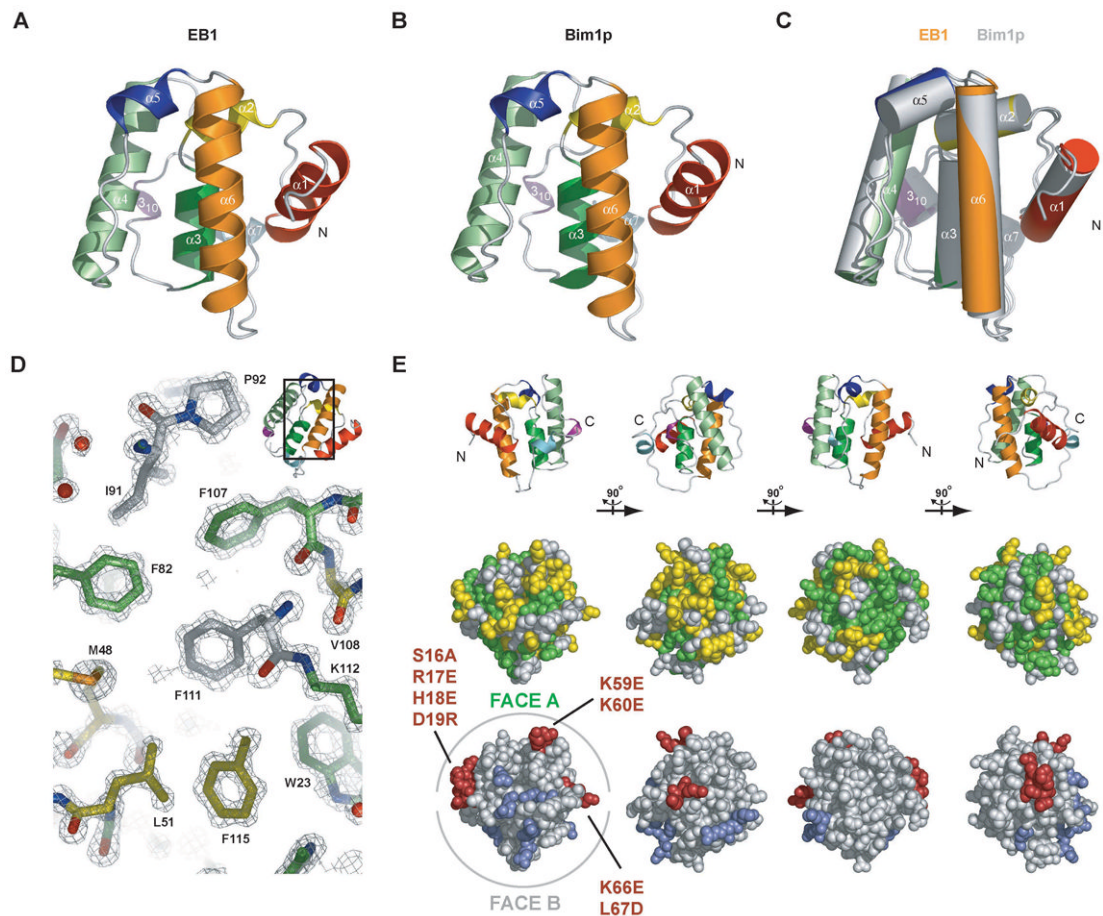 A
EB1
α5
α2
α4
3₁₀
α6
α1
α3
α7
N
B
Bim1p
α5
α2
α4
3₁₀
α6
α1
α3
α7
N
C
EB1 Bim1p
α5
α2
α4
3₁₀
α6
α1
α3
α7
N
D
P92
I91
F107
F82
V108
M48
K112
F111
W23
L51
F115
E
N C
C N
C N
C N
90° 90° 90°
S16A
R17E
H18E
D19R
FACE A
K59E
K60E
K66E
L67D
FACE B